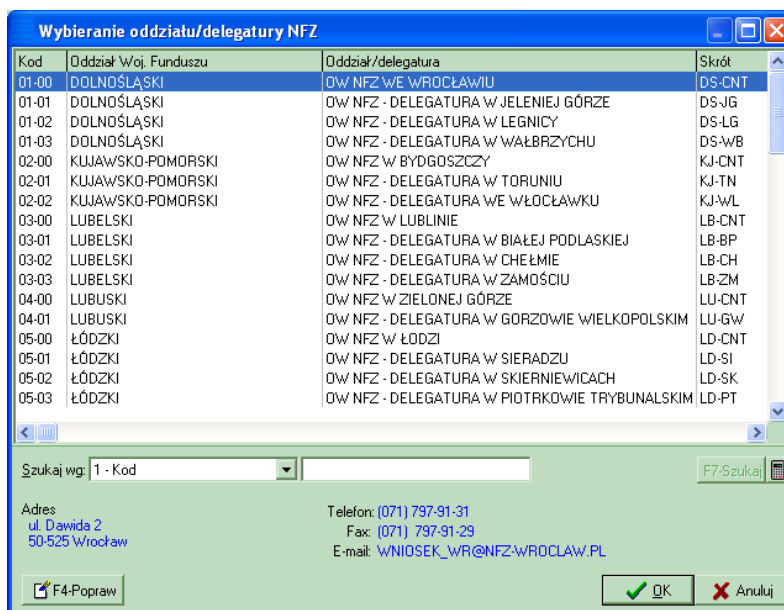 Wybieranie oddziału/delegatury NFZ
Kod Oddział Woj. Funduszu Oddział/delegatura Skrót
01-00 DOLNOŚLĄSKI OW NFZ WE WROCŁAWIU DS-CNT
01-01 DOLNOŚLĄSKI OW NFZ - DELEGATURA W JELENIEJ GÓRZE DS-JG
01-02 DOLNOŚLĄSKI OW NFZ - DELEGATURA W LEGNICY DS-LG
01-03 DOLNOŚLĄSKI OW NFZ - DELEGATURA W WAŁBRZYCHU DS-WB
02-00 KUJAWSKO-POMORSKI OW NFZ W BYDGOSZCZY KJ-CNT
02-01 KUJAWSKO-POMORSKI OW NFZ - DELEGATURA W TORUNIU KJ-TN
02-02 KUJAWSKO-POMORSKI OW NFZ - DELEGATURA WE WŁOCŁAWKU KJ-WL
03-00 LUBELSKI OW NFZ W LUBLINIE LB-CNT
03-01 LUBELSKI OW NFZ - DELEGATURA W BIAŁEJ PODLASKIEJ LB-BP
03-02 LUBELSKI OW NFZ - DELEGATURA W CHEŁMIE LB-CH
03-03 LUBELSKI OW NFZ - DELEGATURA W ZAMOŚCIU LB-ZM
04-00 LUBUSKI OW NFZ W ZIELONEJ GÓRZE LU-CNT
04-01 LUBUSKI OW NFZ - DELEGATURA W GORZOWIE WIELKOPOLSKIM LU-GW
05-00 ŁÓDZKI OW NFZ W ŁODZI LD-CNT
05-01 ŁÓDZKI OW NFZ - DELEGATURA W SIERADZU LD-SI
05-02 ŁÓDZKI OW NFZ - DELEGATURA W SKIERNIEWICACH LD-SK
05-03 ŁÓDZKI OW NFZ - DELEGATURA W PIOTRKOWIE TRYBUNALSKIM LD-PT
Szukaj wg: 1 - Kod F7-Szukaj
Adres Telefon: (071) 797-91-31
ul. Dawida 2 Fax: (071) 797-91-29
50-525 Wrocław E-mail: WNIOSEK_WR@NFZ-WROCLAW.PL
F4-Popraw OK Anuluj